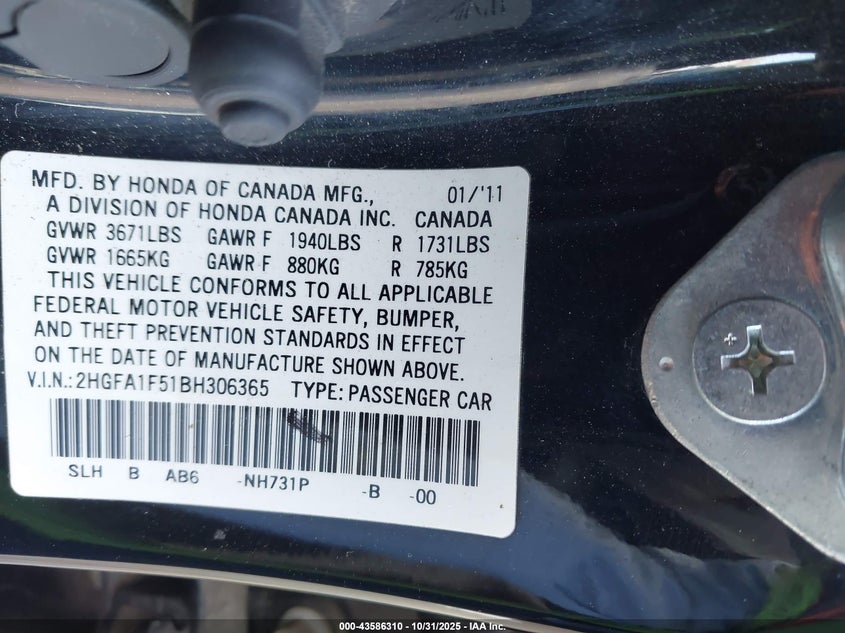 MFD. BY HONDA OF CANADA MFG., 01/'11
A DIVISION OF HONDA CANADA INC. CANADA
GVWR 3671LBS GAWR F 1940LBS R 1731LBS
GVWR 1665KG GAWR F 880KG R 785KG
THIS VEHICLE CONFORMS TO ALL APPLICABLE
FEDERAL MOTOR VEHICLE SAFETY, BUMPER,
AND THEFT PREVENTION STANDARDS IN EFFECT
ON THE DATE OF MANUFACTURE SHOWN ABOVE.
V.I.N.: 2HGFA1F51BH306365 TYPE: PASSENGER CAR
SLH B AB6 -NH731P -B -00
000-43586310 - 10/31/2025 - IAA Inc.